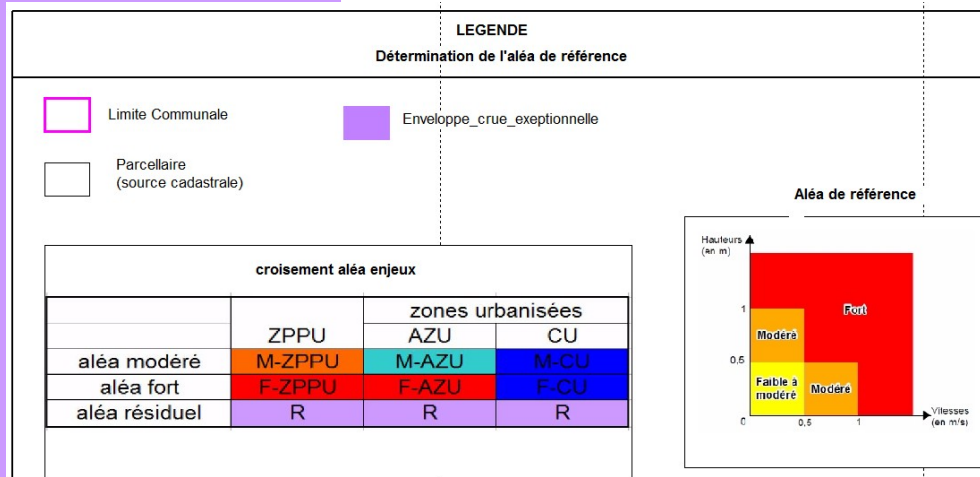 LEGENDE
Détermination de l'aléa de référence
Limite Communale
Enveloppe_crue_exeptionnelle
Parcellaire
(source cadastrale)
Aléa de référence
croisement aléa enjeux
zones urbanisées
ZPPU AZU CU
aléa modéré M-ZPPU M-AZU M-CU
aléa fort F-ZPPU F-AZU F-CU
aléa résiduel R R R
Hauteurs
(en m)
1
Fort
Modéré
0,5
Faible à
modéré
Modéré
0 0,5 1
Vitesses
(en m/s)